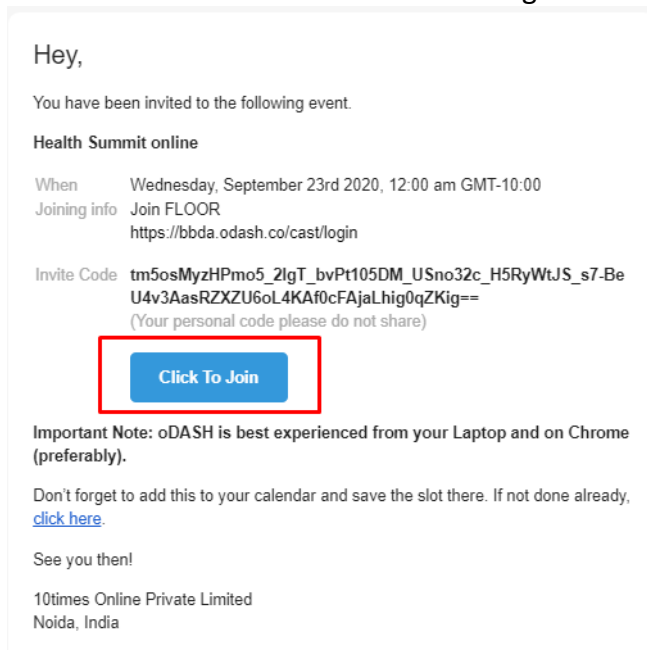 Hey,
You have been invited to the following event.
Health Summit online
When Wednesday, September 23rd 2020, 12:00 am GMT-10:00
Joining info Join FLOOR
https://bbda.odash.co/cast/login
Invite Code tm5osMyzHPmo5_2lgT_bvPt105DM_USno32c_H5RyWtJS_s7-Be
U4v3AasRZXZU6oL4KAf0cFAjaLhig0qZKig==
(Your personal code please do not share)
Click To Join
Important Note: oDASH is best experienced from your Laptop and on Chrome
(preferably).
Don't forget to add this to your calendar and save the slot there. If not done already,
click here.
See you then!
10times Online Private Limited
Noida, India